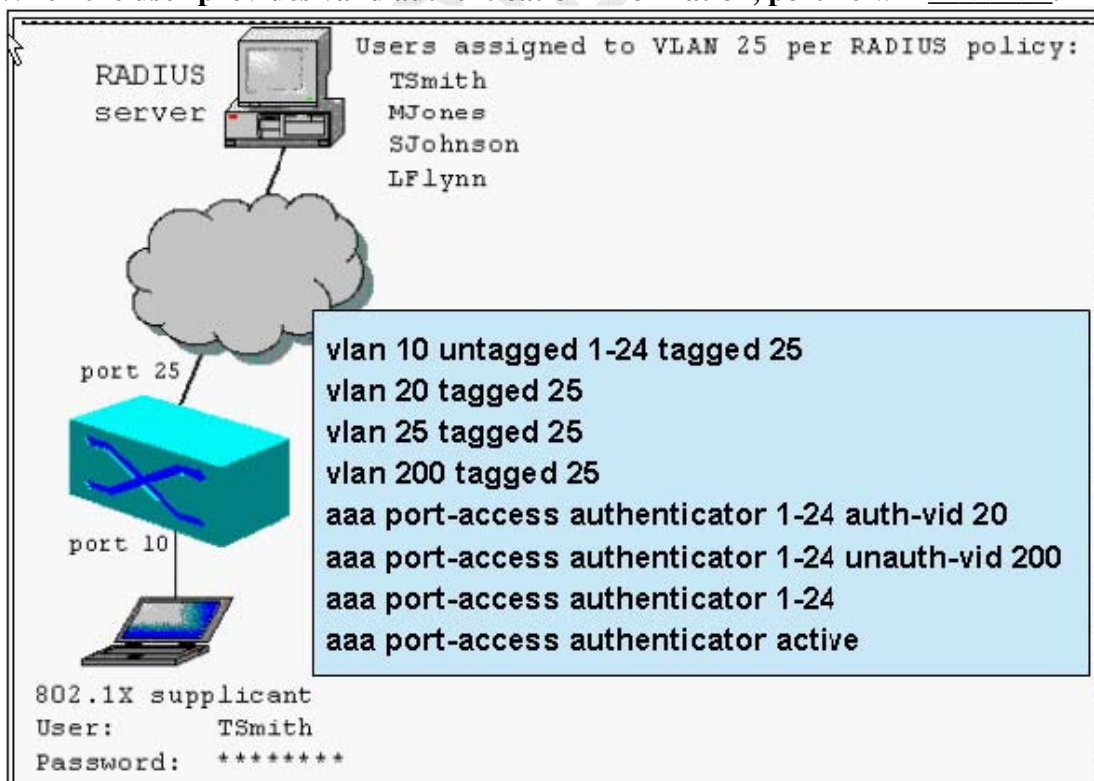 RADIUS
server
Users assigned to VLAN 25 per RADIUS policy:
TSmith
MJones
SJohnson
LFlynn
port 25
vlan 10 untagged 1-24 tagged 25
vlan 20 tagged 25
vlan 25 tagged 25
vlan 200 tagged 25
aaa port-access authenticator 1-24 auth-vid 20
aaa port-access authenticator 1-24 unauth-vid 200
aaa port-access authenticator 1-24
aaa port-access authenticator active
port 10
802.1X supplicant
User: TSmith
Password: ********